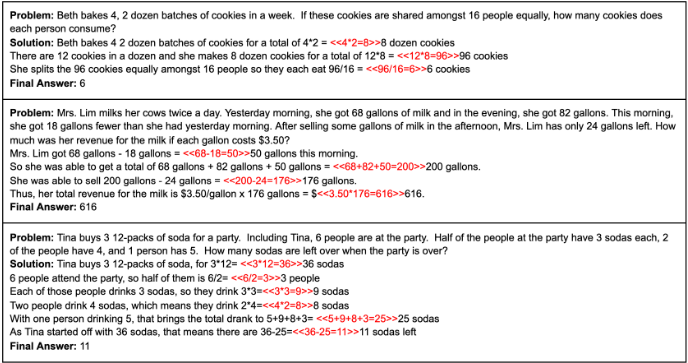 Problem: Beth bakes 4, 2 dozen batches of cookies in a week.  If these cookies are shared amongst 16 people equally, how many cookies does
each person consume?
Solution: Beth bakes 4 2 dozen batches of cookies for a total of 4*2 = <<4*2=8>>8 dozen cookies
There are 12 cookies in a dozen and she makes 8 dozen cookies for a total of 12*8 = <<12*8=96>>96 cookies
She splits the 96 cookies equally amongst 16 people so they each eat 96/16 = <<96/16=6>>6 cookies
Final Answer: 6
Problem: Mrs. Lim milks her cows twice a day. Yesterday morning, she got 68 gallons of milk and in the evening, she got 82 gallons. This morning,
she got 18 gallons fewer than she had yesterday morning. After selling some gallons of milk in the afternoon, Mrs. Lim has only 24 gallons left. How
much was her revenue for the milk if each gallon costs $3.50?
Mrs. Lim got 68 gallons - 18 gallons = <<68-18=50>>50 gallons this morning.
So she was able to get a total of 68 gallons + 82 gallons + 50 gallons = <<68+82+50=200>>200 gallons.
She was able to sell 200 gallons - 24 gallons = <<200-24=176>>176 gallons.
Thus, her total revenue for the milk is $3.50/gallon x 176 gallons = $<<3.50*176=616>>616.
Final Answer: 616
Problem: Tina buys 3 12-packs of soda for a party.  Including Tina, 6 people are at the party.  Half of the people at the party have 3 sodas each, 2
of the people have 4, and 1 person has 5.  How many sodas are left over when the party is over?
Solution: Tina buys 3 12-packs of soda, for 3*12= <<3*12=36>>36 sodas
6 people attend the party, so half of them is 6/2= <<6/2=3>>3 people
Each of those people drinks 3 sodas, so they drink 3*3=<<3*3=9>>9 sodas
Two people drink 4 sodas, which means they drink 2*4=<<4*2=8>>8 sodas
With one person drinking 5, that brings the total drank to 5+9+8+3= <<5+9+8+3=25>>25 sodas
As Tina started off with 36 sodas, that means there are 36-25=<<36-25=11>>11 sodas left
Final Answer: 11